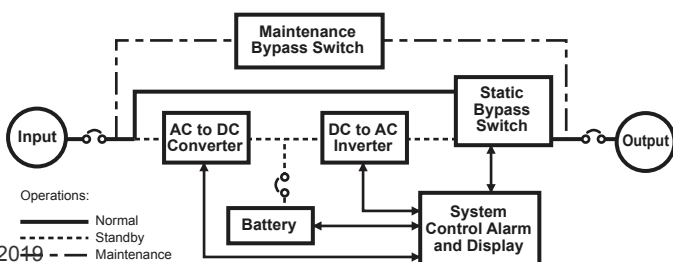 Maintenance
Bypass Switch
Static
Bypass
Switch
Input
AC to DC
Converter
DC to AC
Inverter
Output
Operations:
Normal
Standby
2019
Maintenance
Battery
System
Control Alarm
and Display